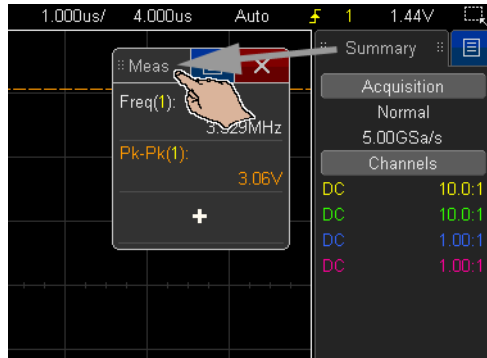 1.000us/ 4.000us Auto 1 1.44V
Summary
Meas
Acquisition
Normal
5.00GSa/s
Channels
DC 10.0:1
DC 10.0:1
DC 1.00:1
DC 1.00:1
Freq(1):
Pk-Pk(1):
3.06V
+